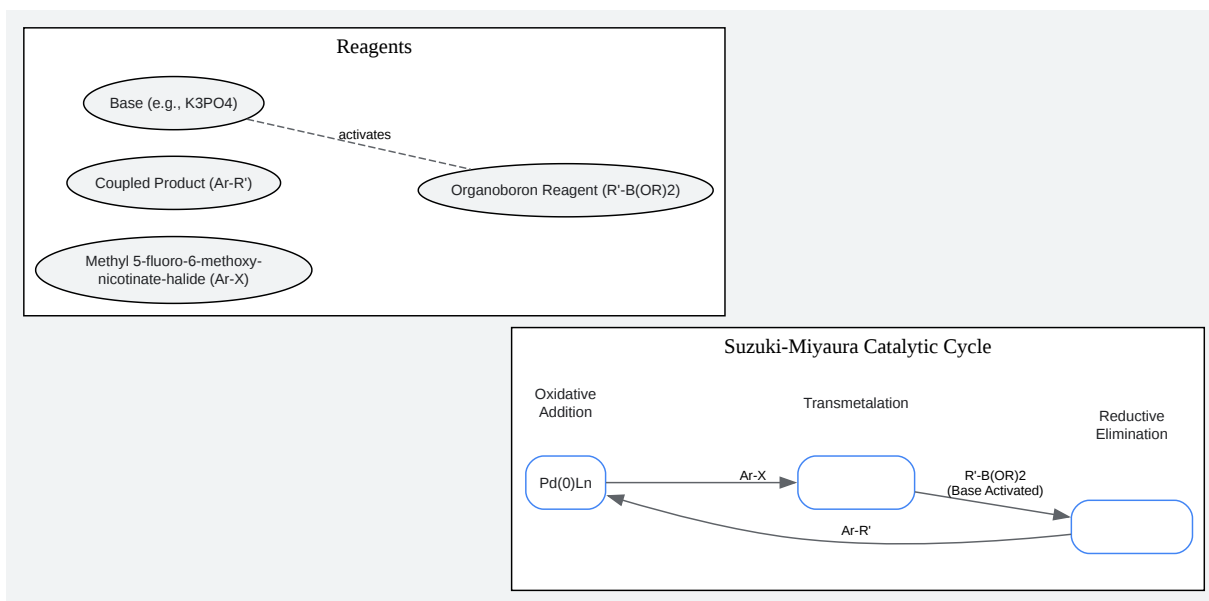 Reagents
Base (e.g., K3PO4)
activates
Coupled Product (Ar-R')
Organoboron Reagent (R'-B(OR)2)
Methyl 5-fluoro-6-methoxy-
nicotinate-halide (Ar-X)
Suzuki-Miyaura Catalytic Cycle
Oxidative
Addition
Transmetalation
Reductive
Elimination
Pd(0)Ln
Ar-X
R'-B(OR)2
(Base Activated)
Ar-R'